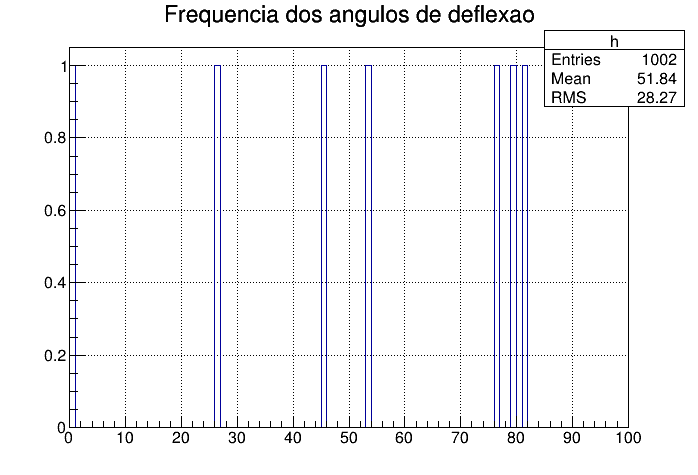 Frequencia dos angulos de deflexao
h
Entries 1002
Mean 51.84
RMS 28.27
1
0.8
0.6
0.4
0.2
0
0 10 20 30 40 50 60 70 80 90 100